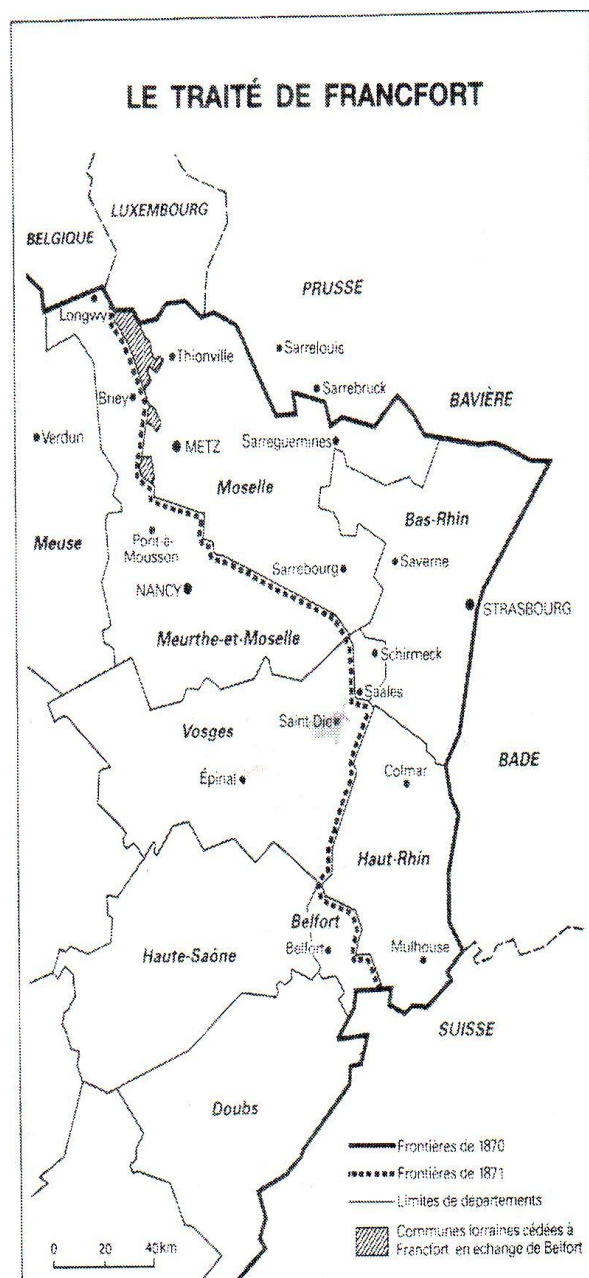 LE TRAITÉ DE FRANCFORT
LUXEMBOURG
BELGIQUE
PRUSSE
Longwy
Thionville
Sarrelouis
Briey
Sarrebruck
BAVIÈRE
Verdun
METZ
Sarreguemines
Moselle
Bas-Rhin
Meuse
Pont-à-
Mousson
Sarrebourg
Saverne
NANCY
STRASBOURG
Meurthe-et-Moselle
Schirmeck
Saales
Vosges
Saint-Dié
BADE
Épinal
Colmar
Haut-Rhin
Belfort
Haute-Saône
Belfort
Mulhouse
SUISSE
Doubs
Frontières de 1870
Frontières de 1871
Limites de départements
Communes lorraines cédées à
Francfort en échange de Belfort
0 20 40km